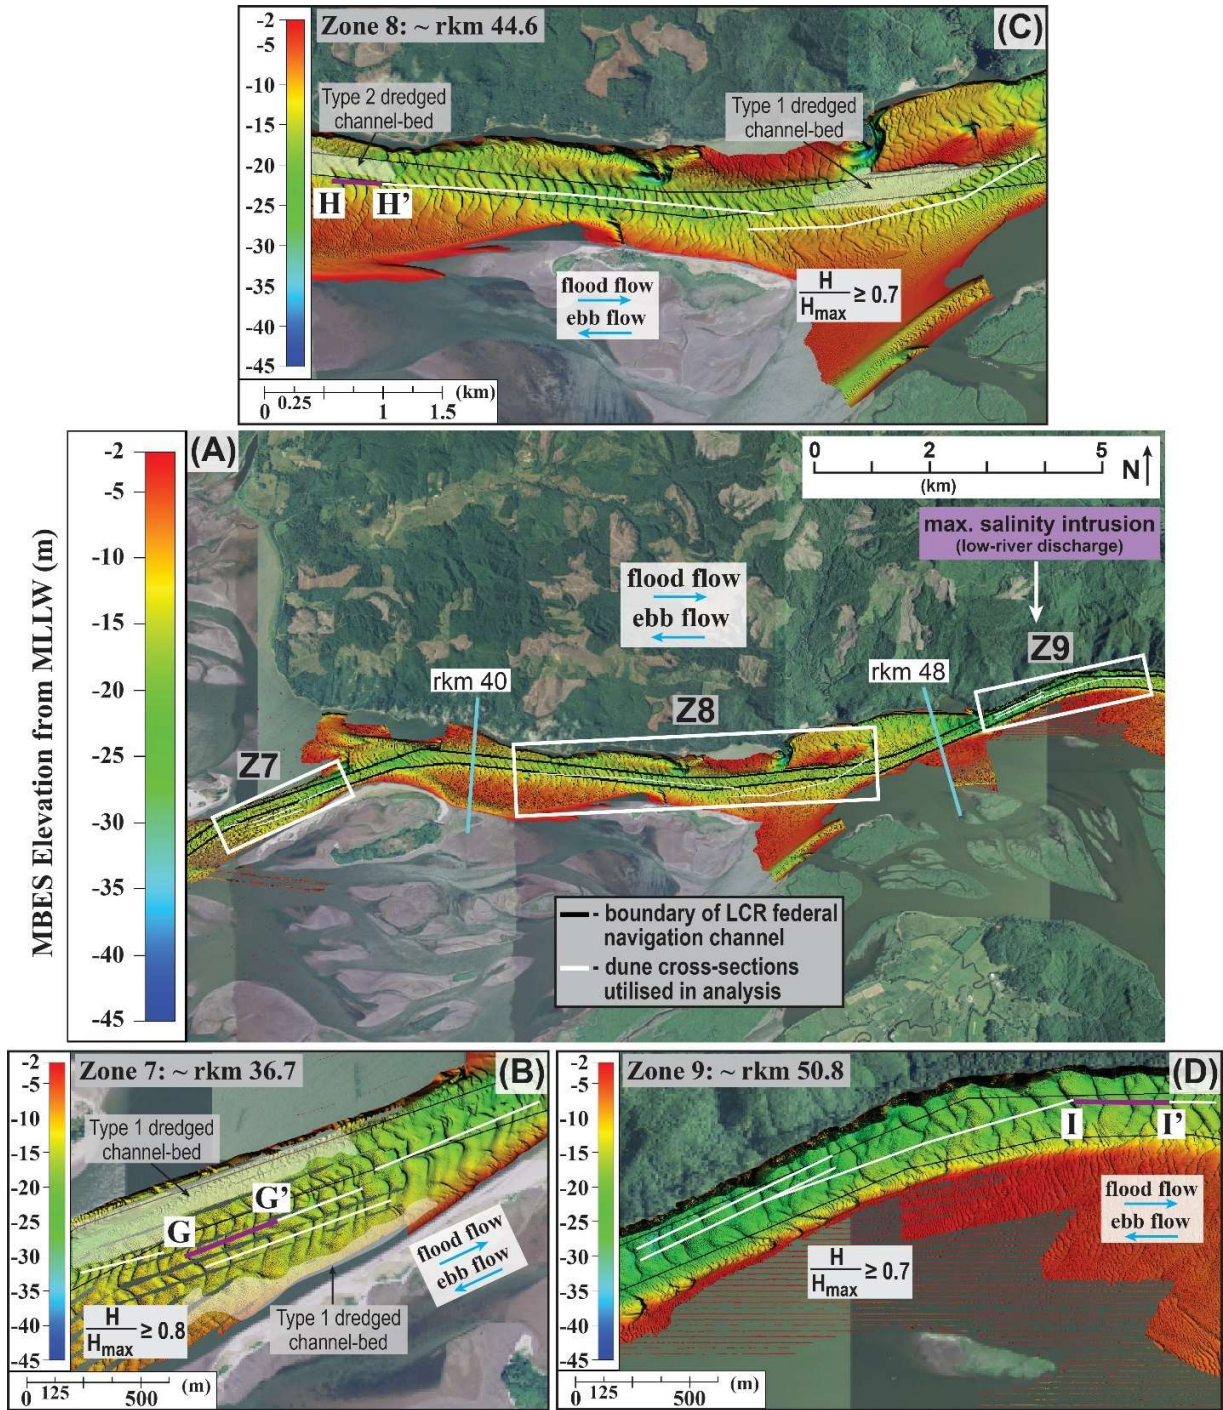 Zone 8: ~ rkm 44.6
(C)
-2
-5
-10
-15
-20
-25
-30
-35
-40
-45
Type 2 dredged
channel-bed
Type 1 dredged
channel-bed
H
H'
flood flow
ebb flow
H
Hmax ≥ 0.7
(km)
0 0.25 1 1.5
MBES Elevation from MLLW (m)
-2
-5
-10
-15
-20
-25
-30
-35
-40
-45
(A)
0 2 5
(km)
N
max. salinity intrusion
(low-river discharge)
flood flow
ebb flow
Z9
rkm 40
rkm 48
Z8
Z7
- boundary of LCR federal
navigation channel
- dune cross-sections
utilised in analysis
Zone 7: ~ rkm 36.7
(B)
-2
-5
-10
-15
-20
-25
-30
-35
-40
-45
Type 1 dredged
channel-bed
G
G'
flood flow
ebb flow
H
Hmax ≥ 0.8
Type 1 dredged
channel-bed
0 125 500 (m)
Zone 9: ~ rkm 50.8
(D)
-2
-5
-10
-15
-20
-25
-30
-35
-40
-45
I
I'
flood flow
ebb flow
H
Hmax ≥ 0.7
0 125 500 (m)